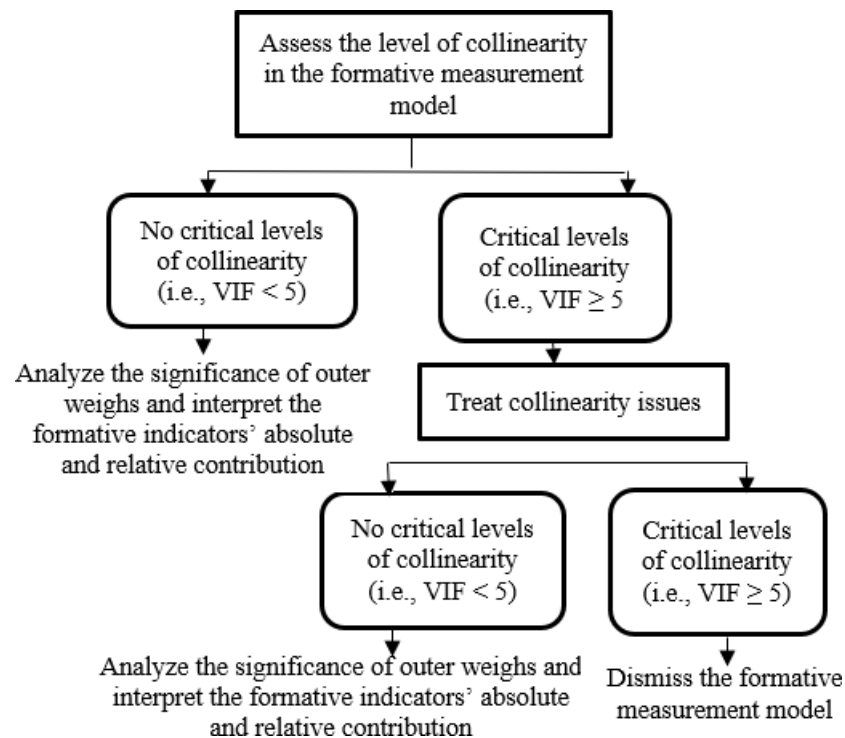 Assess the level of collinearity
in the formative measurement
model
No critical levels
of collinearity
(i.e., VIF < 5)
Critical levels
of collinearity
(i.e., VIF ≥ 5
Analyze the significance of outer
weighs and interpret the
formative indicators’ absolute
and relative contribution
Treat collinearity issues
No critical levels
of collinearity
(i.e., VIF < 5)
Critical levels
of collinearity
(i.e., VIF ≥ 5)
Analyze the significance of outer weighs and
interpret the formative indicators’ absolute
and relative contribution
Dismiss the formative
measurement model